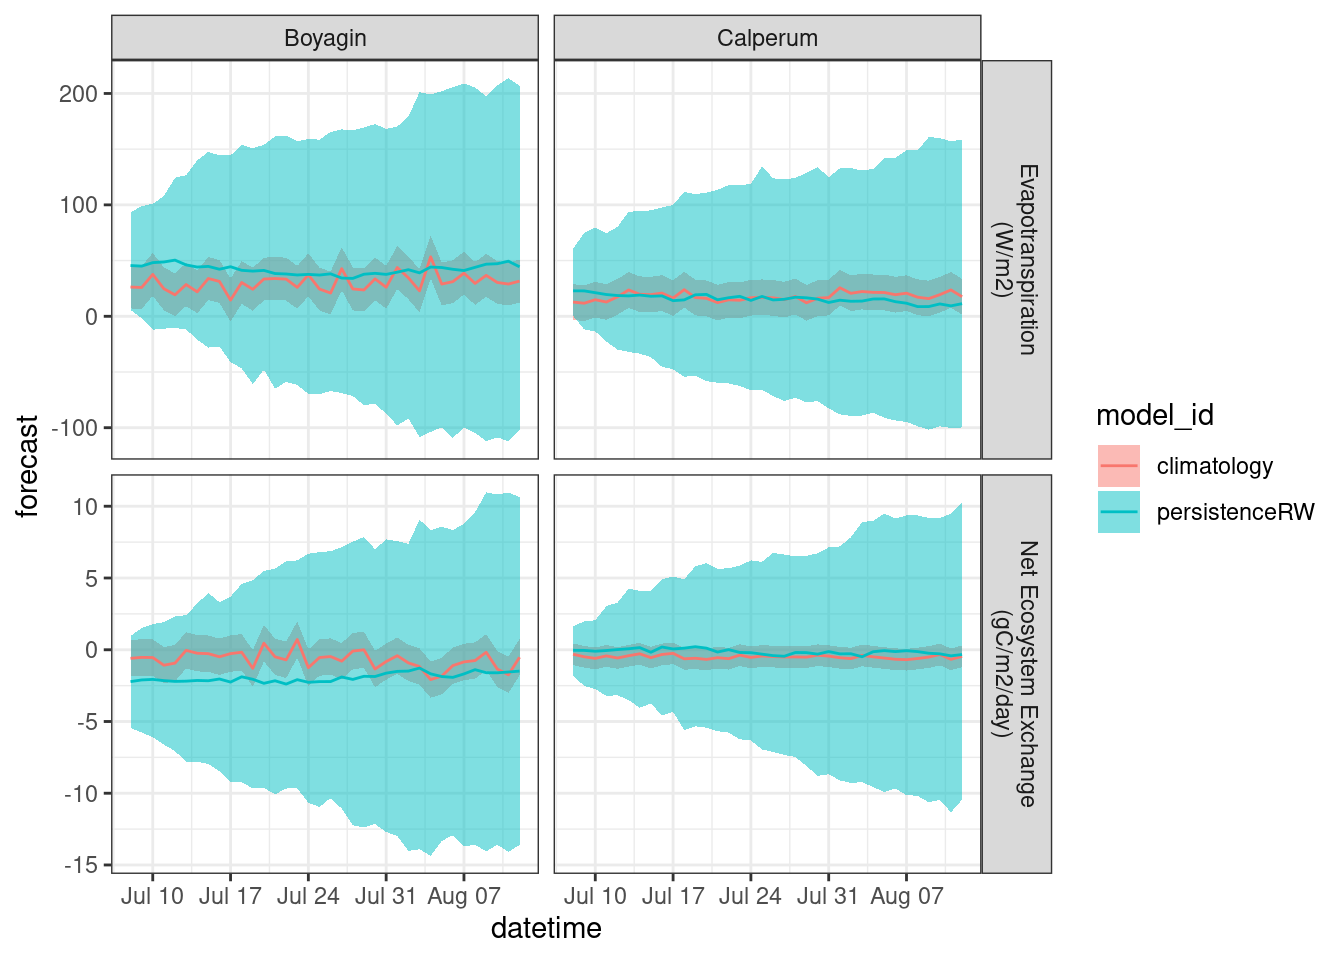 Boyagin
Calperum
200
100
0
-100
Evapotranspiration
(W/m2)
forecast
10
5
0
-5
-10
-15
Net Ecosystem Exchange
(gC/m2/day)
Jul 10 Jul 17 Jul 24 Jul 31 Aug 07
Jul 10 Jul 17 Jul 24 Jul 31 Aug 07
datetime
model_id
climatology
persistenceRW